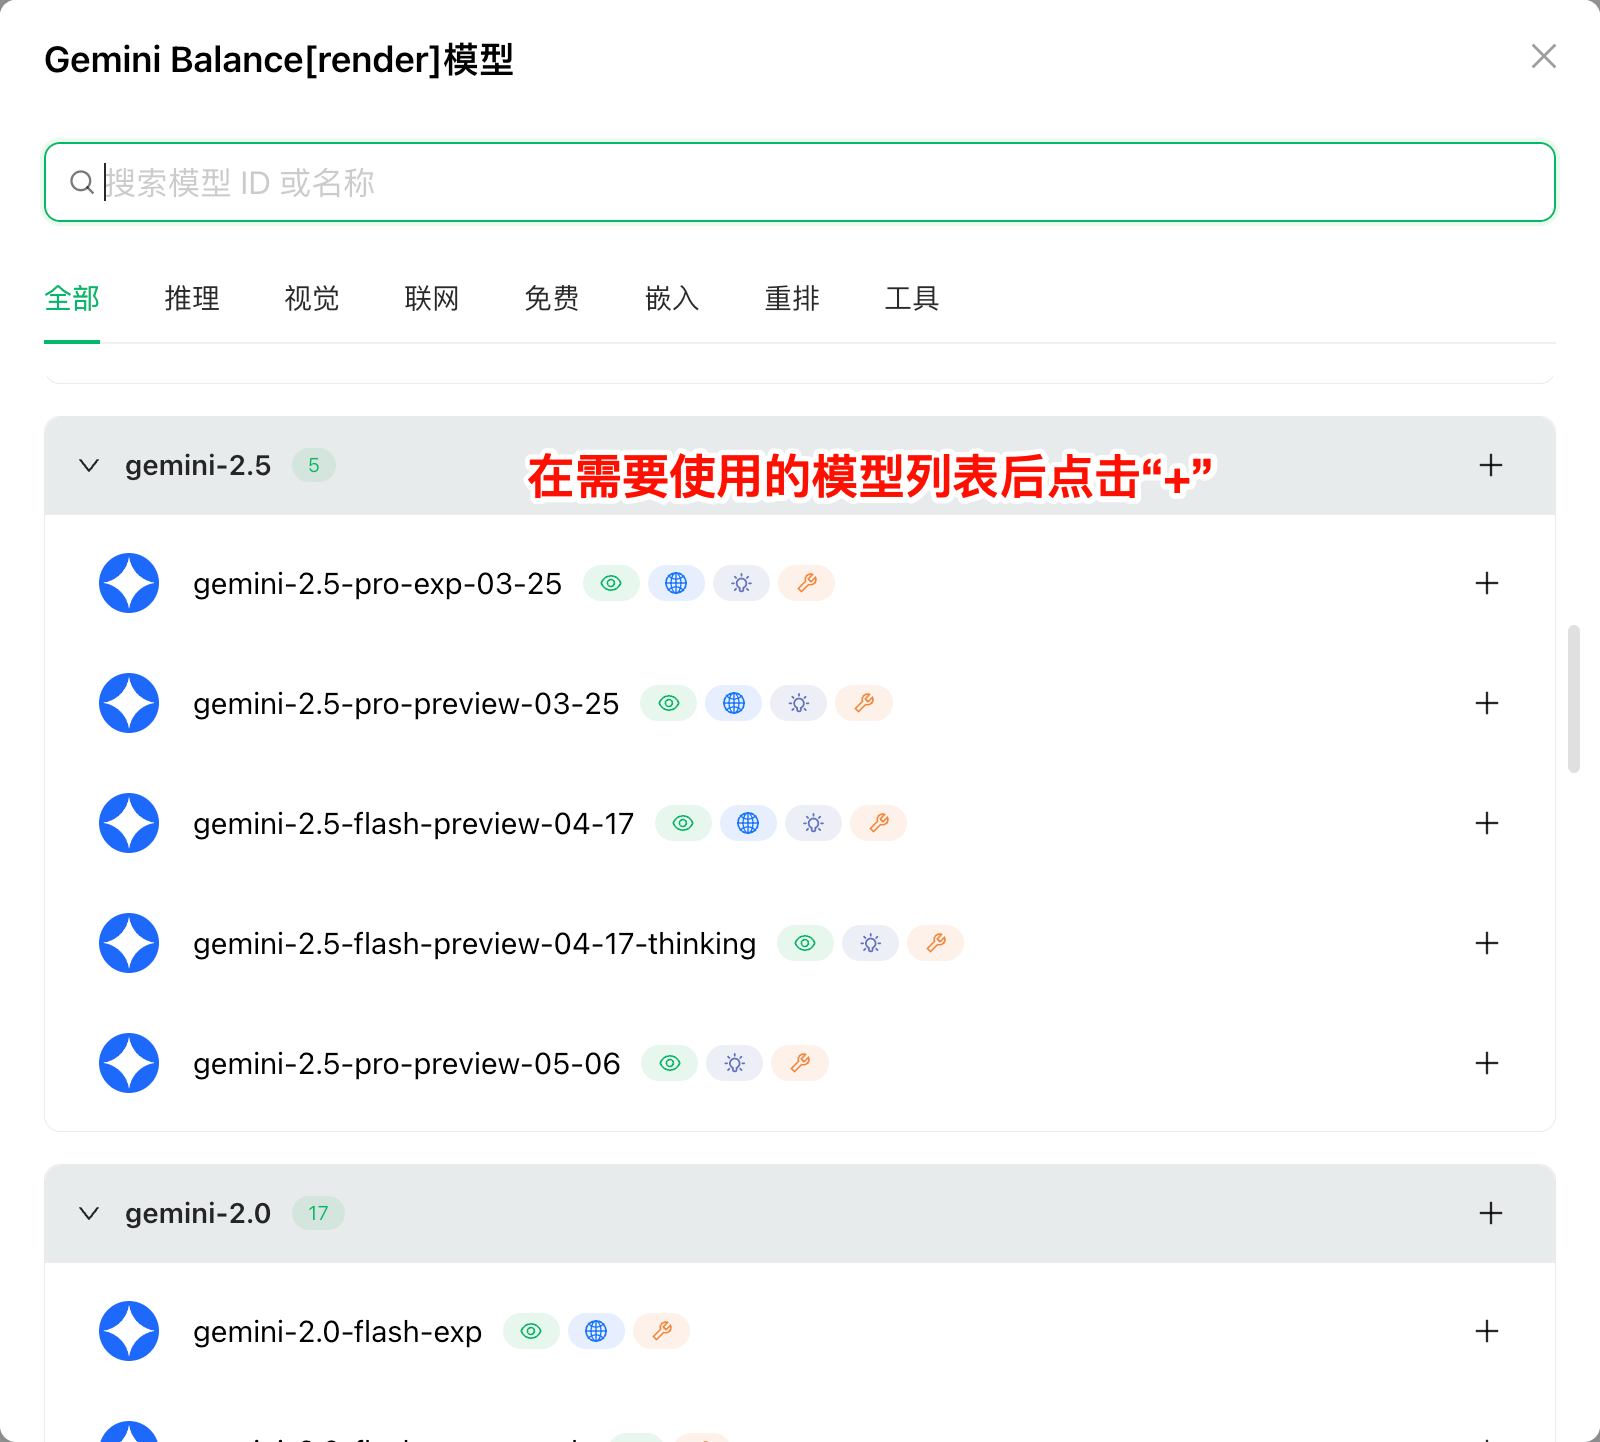 Gemini Balance[render]模型
搜索模型 ID 或名称
全部 推理 视觉 联网 免费 嵌入 重排 工具
gemini-2.5 5
在需要使用的模型列表后点击“+”
gemini-2.5-pro-exp-03-25
gemini-2.5-pro-preview-03-25
gemini-2.5-flash-preview-04-17
gemini-2.5-flash-preview-04-17-thinking
gemini-2.5-pro-preview-05-06
gemini-2.0 17
gemini-2.0-flash-exp